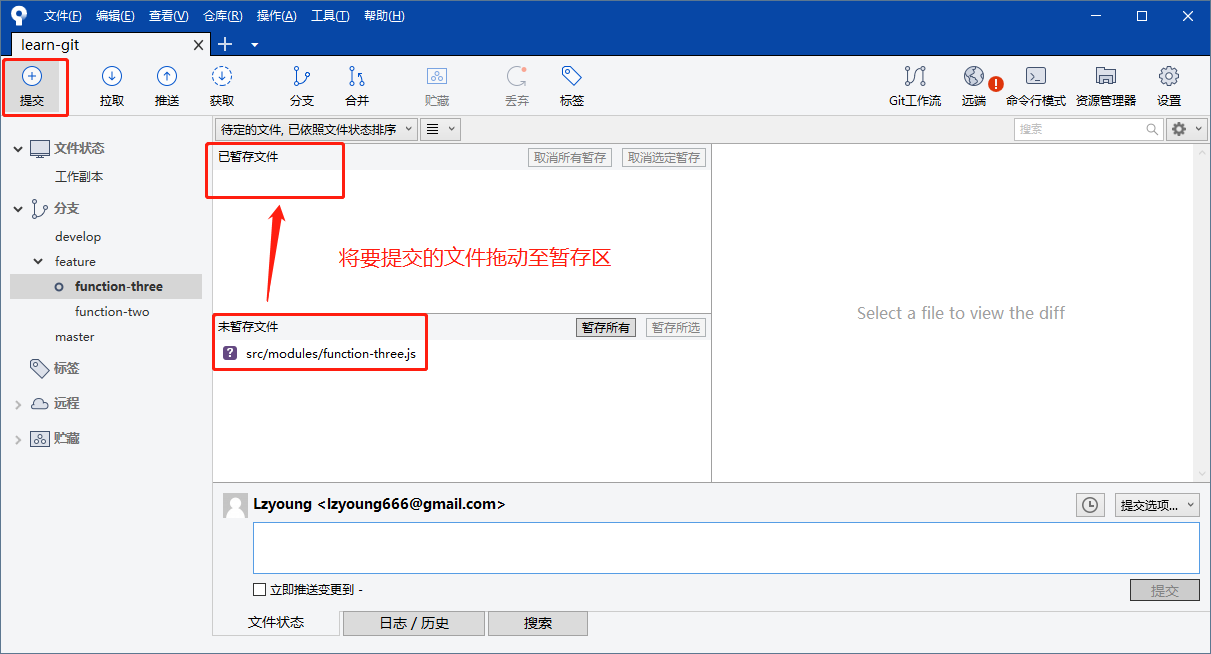 文件(F) 编辑(E) 查看(V) 仓库(R) 操作(A) 工具(T) 帮助(H)
learn-git
提交 拉取 推送 获取 分支 合并 贮藏 丢弃 标签 Git工作流 远端 命令行模式 资源管理器 设置
待定的文件, 已依照文件状态排序 搜索
文件状态
工作副本
分支
develop
feature
function-three
function-two
master
标签
远程
贮藏
已暂存文件 取消所有暂存 取消选定暂存
将要提交的文件拖动至暂存区
未暂存文件 暂存所有 暂存所选
? src/modules/function-three.js
Select a file to view the diff
Lzyoung <lzyoung666@gmail.com> 提交选项...
立即推送变更到 - 提交
文件状态 日志 / 历史 搜索